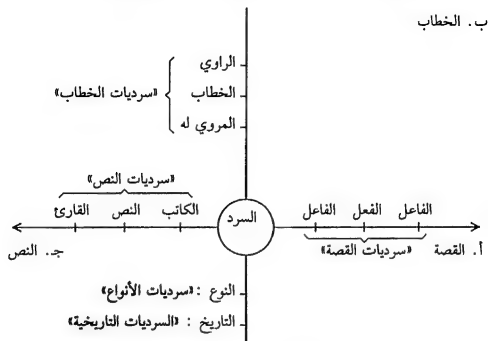 ب. الخطاب
الراوي
الخطاب
«سرديات الخطاب»
المروي له
«سرديات النص»
الفاعل الفعل الفاعل
السرد
الكاتب النص القارئ
أ. القصة
«سرديات القصة»
جـ. النص
النوع : «سرديات الأنواع»
التاريخ : «السرديات التاريخية»